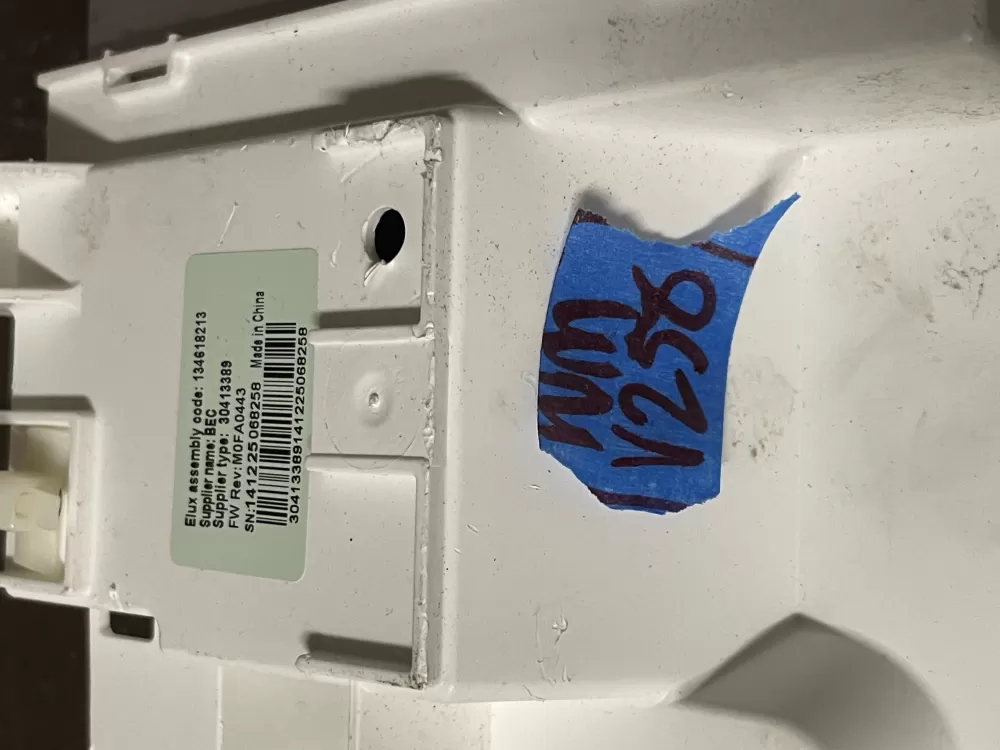 Elux assembly code: 134618213
Supplier name: BEC
Supplier type: 30413389
FW Rev: M0FA0443
SN:141225068258 Made in China
30413389141225068258
WM
V258